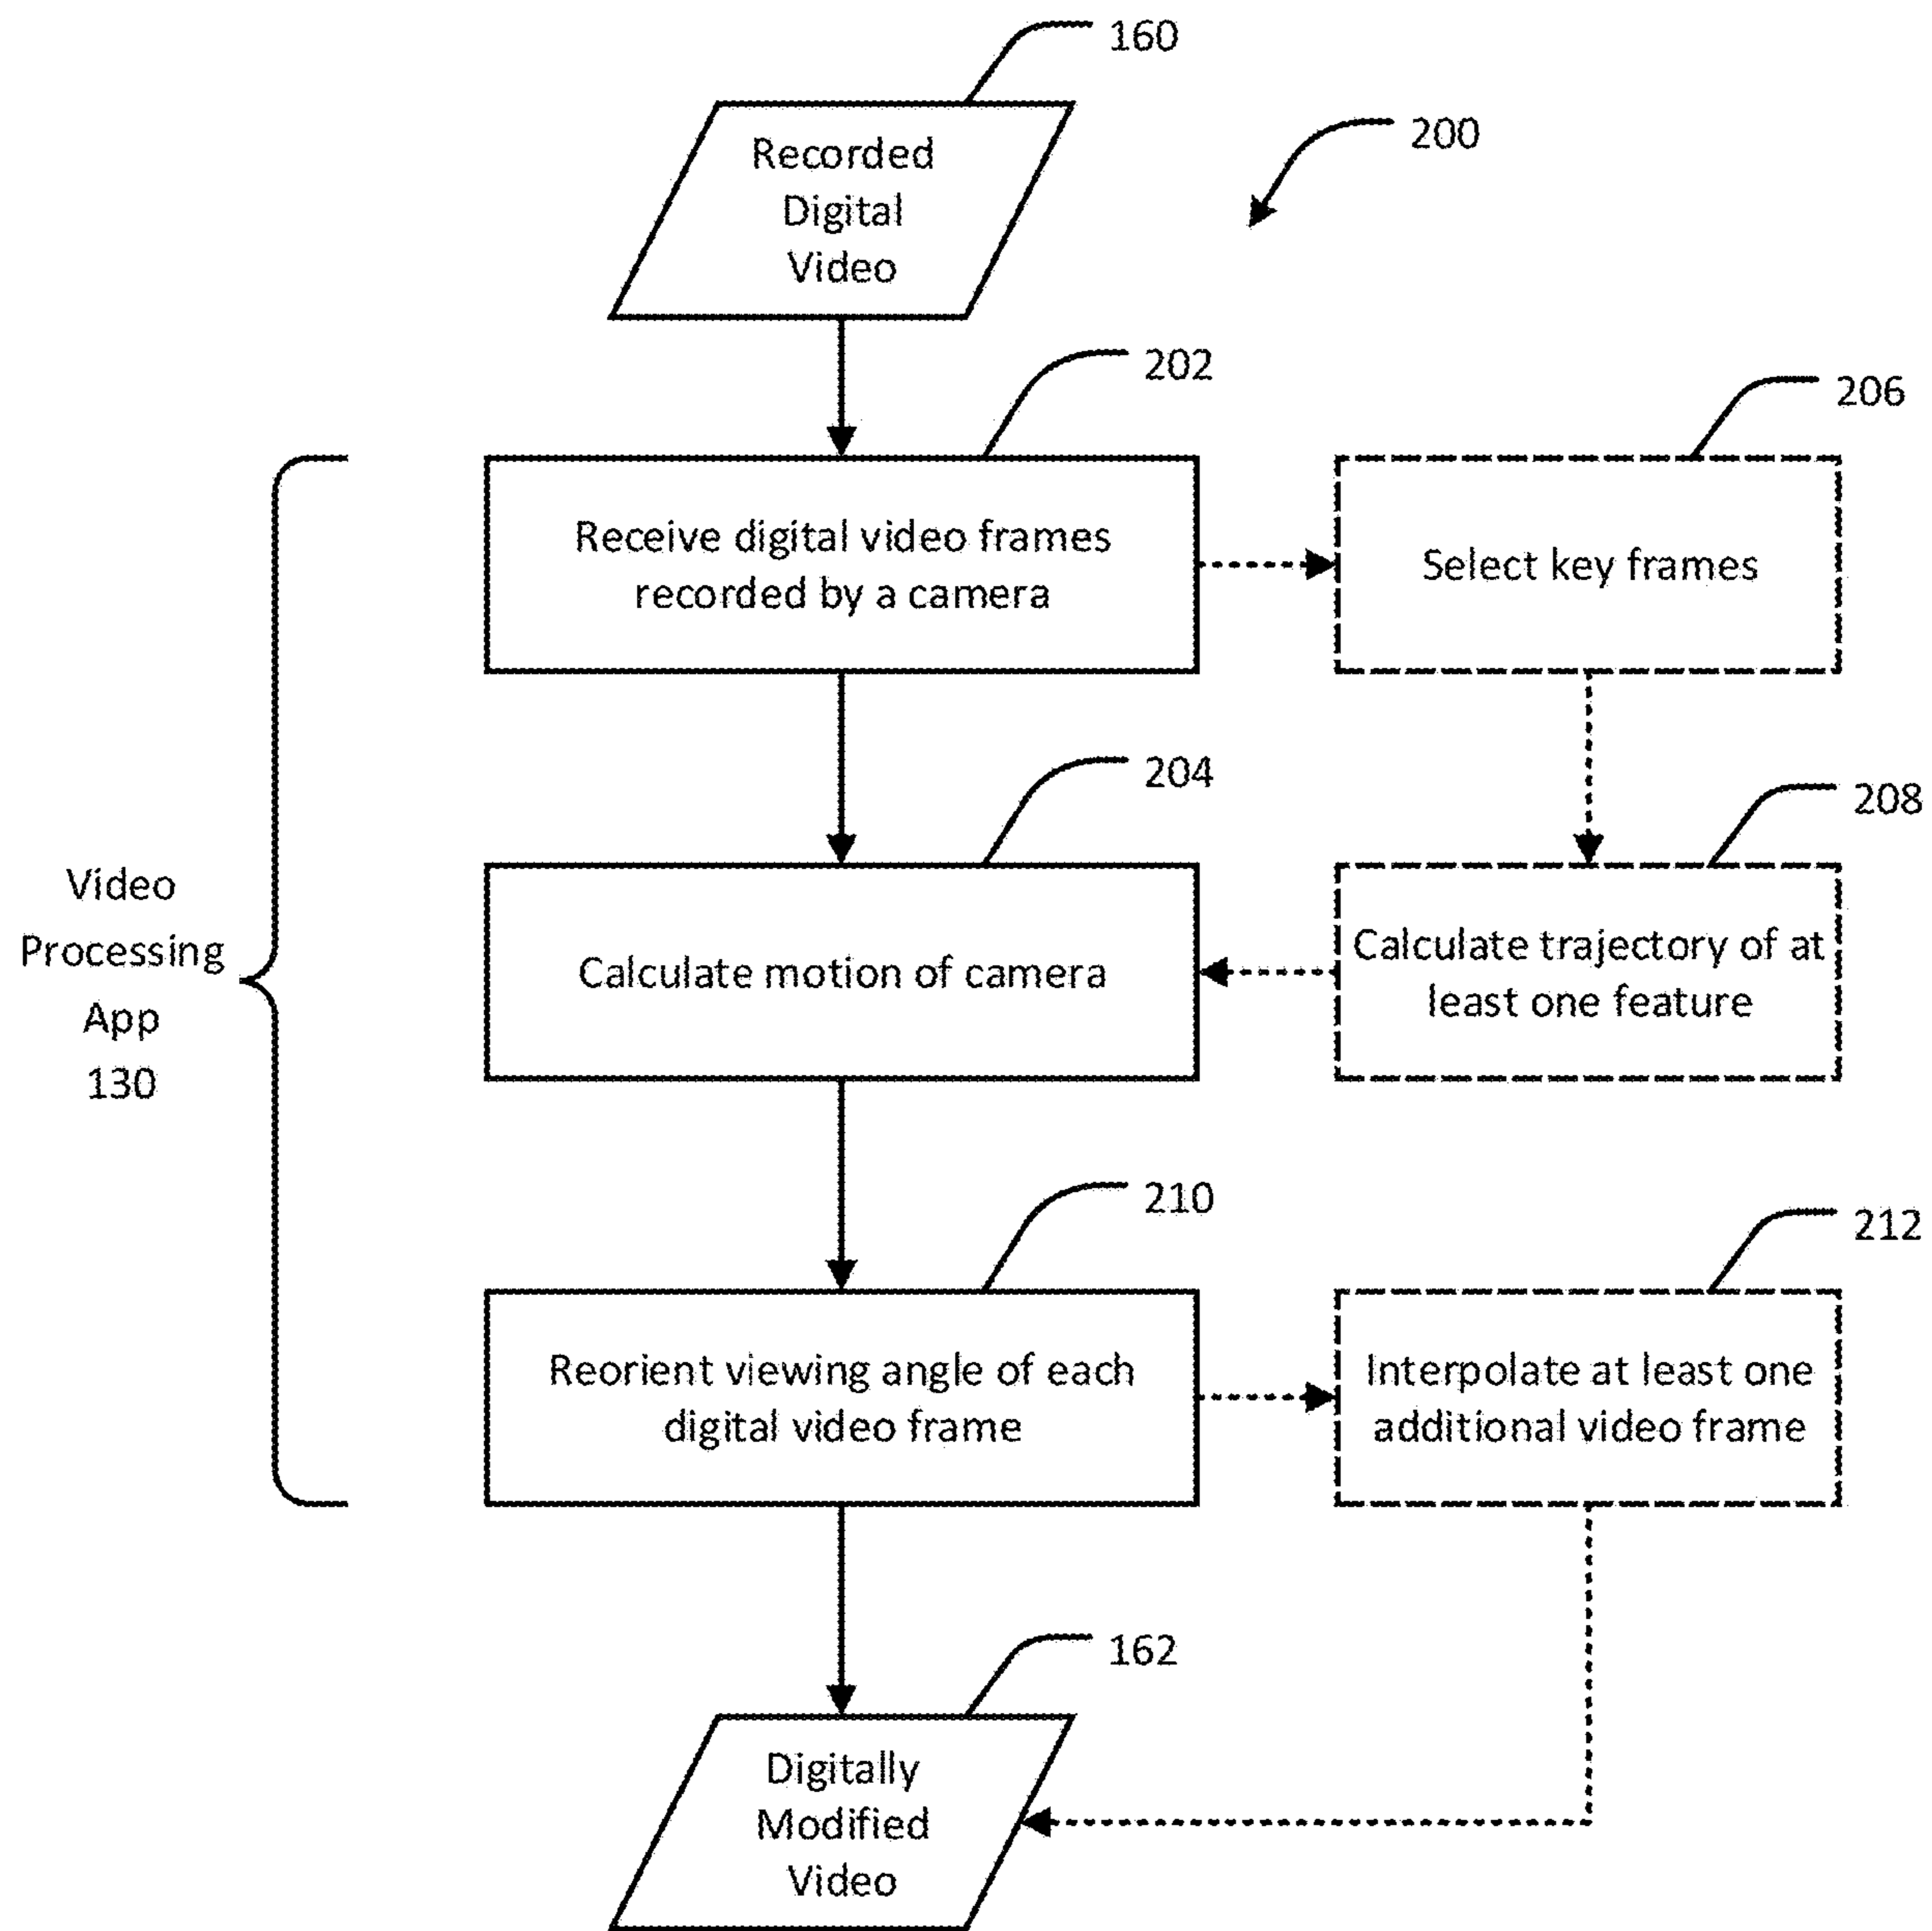 160
Recorded
Digital
Video
200
202
206
Receive digital video frames
recorded by a camera
Select key frames
204
208
Video
Processing
App
130
Calculate motion of camera
Calculate trajectory of at
least one feature
210
212
Reorient viewing angle of each
digital video frame
Interpolate at least one
additional video frame
162
Digitally
Modified
Video